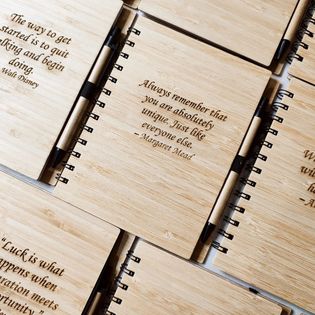 The way to get
started is to quit
talking and begin
doing.
- Walt Disney
Always remember that
you are absolutely
unique. Just like
everyone else.
- Margaret Mead
"Luck is what
happens when
preparation meets
opportunity."